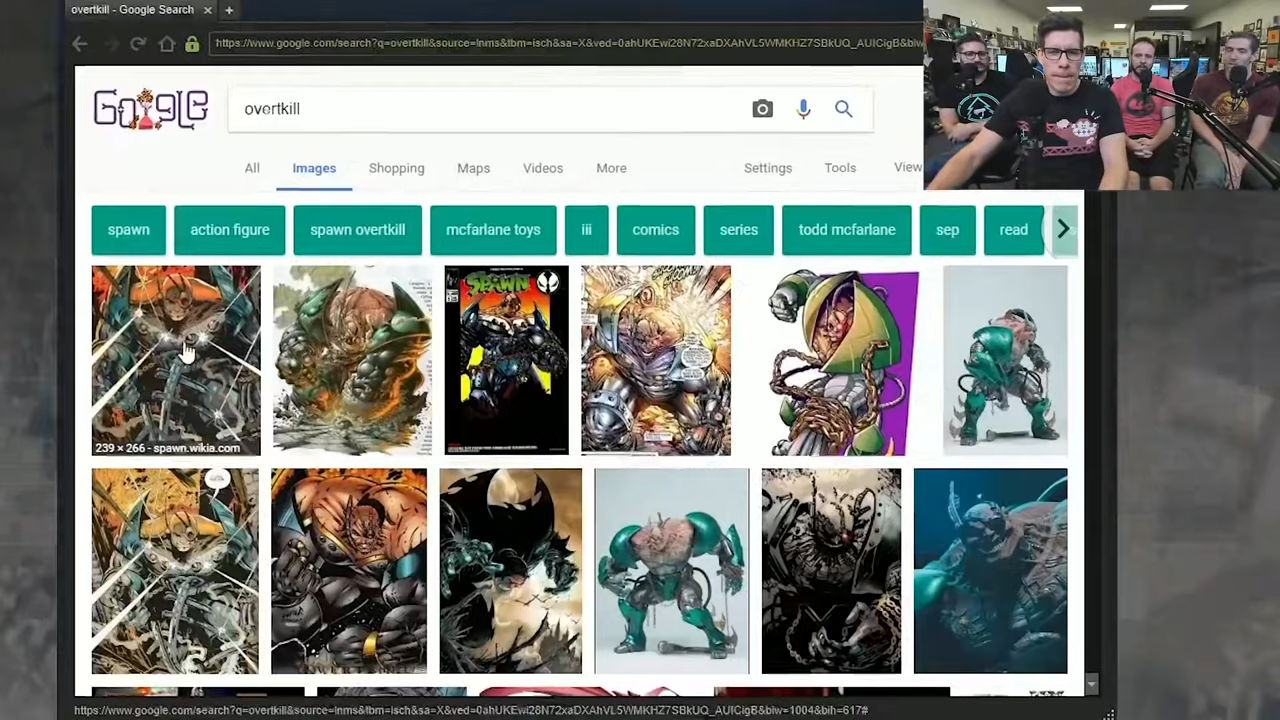 overtkill - Google Search
https://www.google.com/search?q=overtkill&source=lnms&tbm=isch&sa=X&ved=0ahUKEwi28N72xaDXAhVL5WMKHZ7SBkUQ_AUICigB&biw
Google
overtkill
All Images Shopping Maps Videos More Settings Tools View
spawn action figure spawn overtkill mcfarlane toys iii comics series todd mcfarlane sep read
SPAWN
239 × 266 - spawn.wikia.com
https://www.google.com/search?q=overtkill&source=lnms&tbm=isch&sa=X&ved=0ahUKEwi28N72xaDXAhVL5WMKHZ7SBkUQ_AUICigB&biw=1004&bih=617#